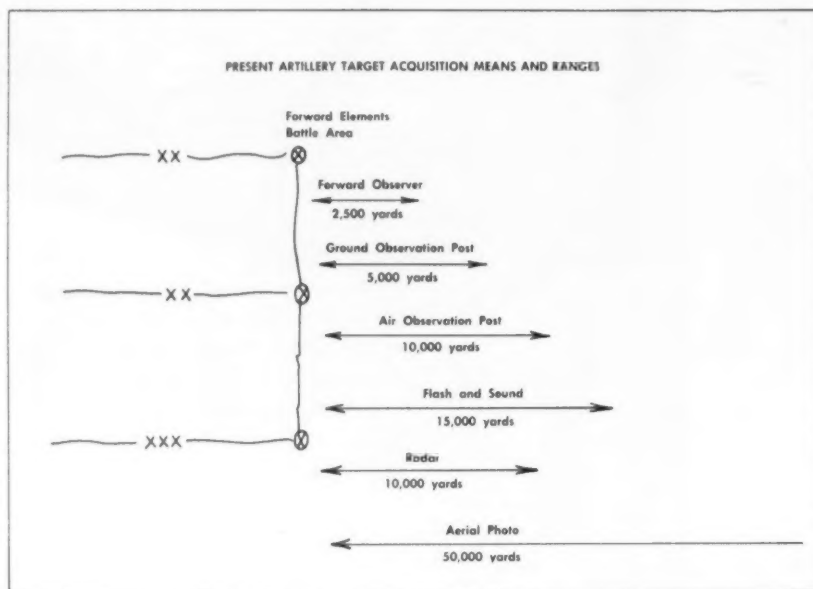 PRESENT ARTILLERY TARGET ACQUISITION MEANS AND RANGES
Forward Elements
Battle Area
XX
Forward Observer
2,500 yards
Ground Observation Post
5,000 yards
XX
Air Observation Post
10,000 yards
Flash and Sound
15,000 yards
XXX
Radar
10,000 yards
Aerial Photo
50,000 yards